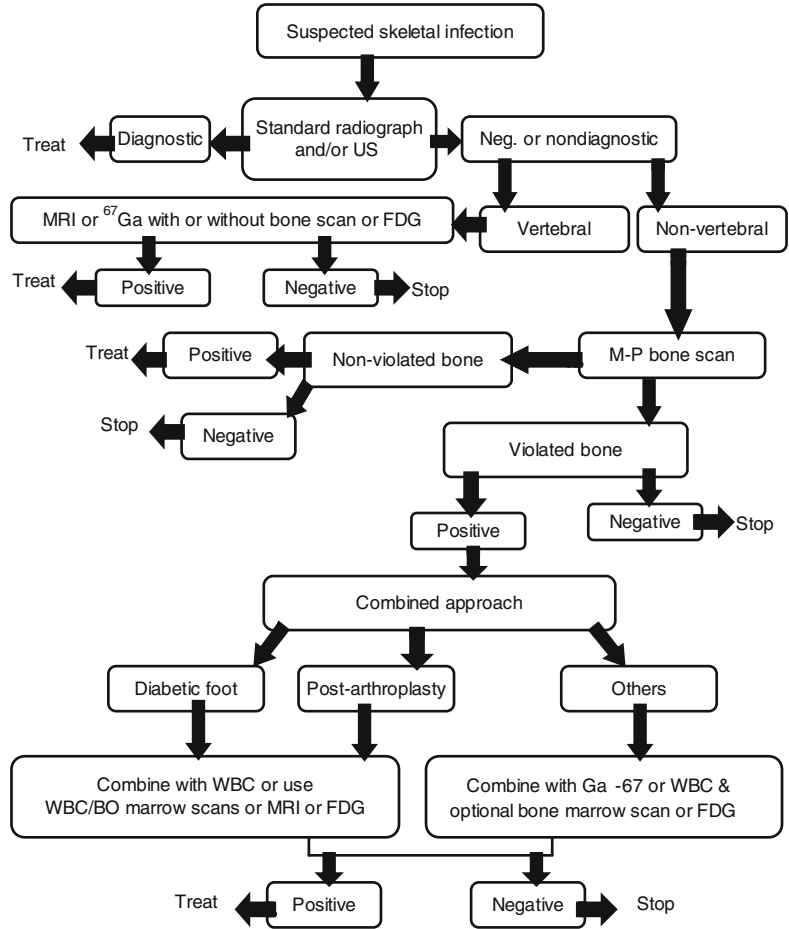 Suspected skeletal infection
Treat
Diagnostic
Standard radiograph
and/or US
Neg. or nondiagnostic
MRI or ⁶⁷Ga with or without bone scan or FDG
Vertebral
Non-vertebral
Treat
Positive
Negative
Stop
Treat
Positive
Non-violated bone
M-P bone scan
Stop
Negative
Violated bone
Positive
Negative
Stop
Combined approach
Diabetic foot
Post-arthroplasty
Others
Combine with WBC or use
WBC/BO marrow scans or MRI or FDG
Combine with Ga -67 or WBC &
optional bone marrow scan or FDG
Treat
Positive
Negative
Stop